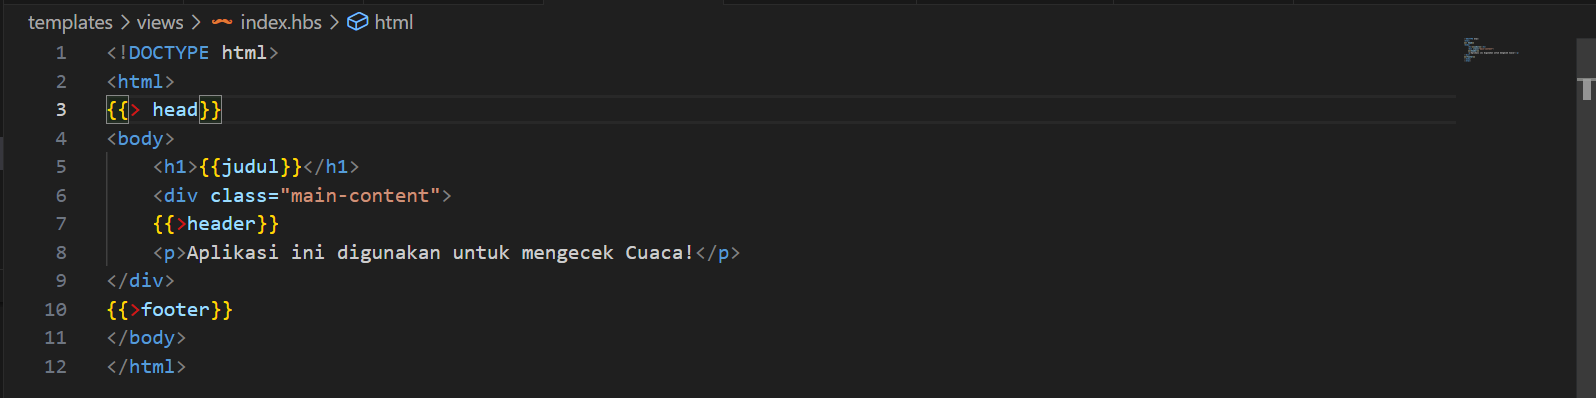 templates > views > index.hbs > html
1 <!DOCTYPE html>
2 <html>
3 {{> head}}
4 <body>
5     <h1>{{judul}}</h1>
6     <div class="main-content">
7     {{>header}}
8     <p>Aplikasi ini digunakan untuk mengecek Cuaca!</p>
9 </div>
10 {{>footer}}
11 </body>
12 </html>